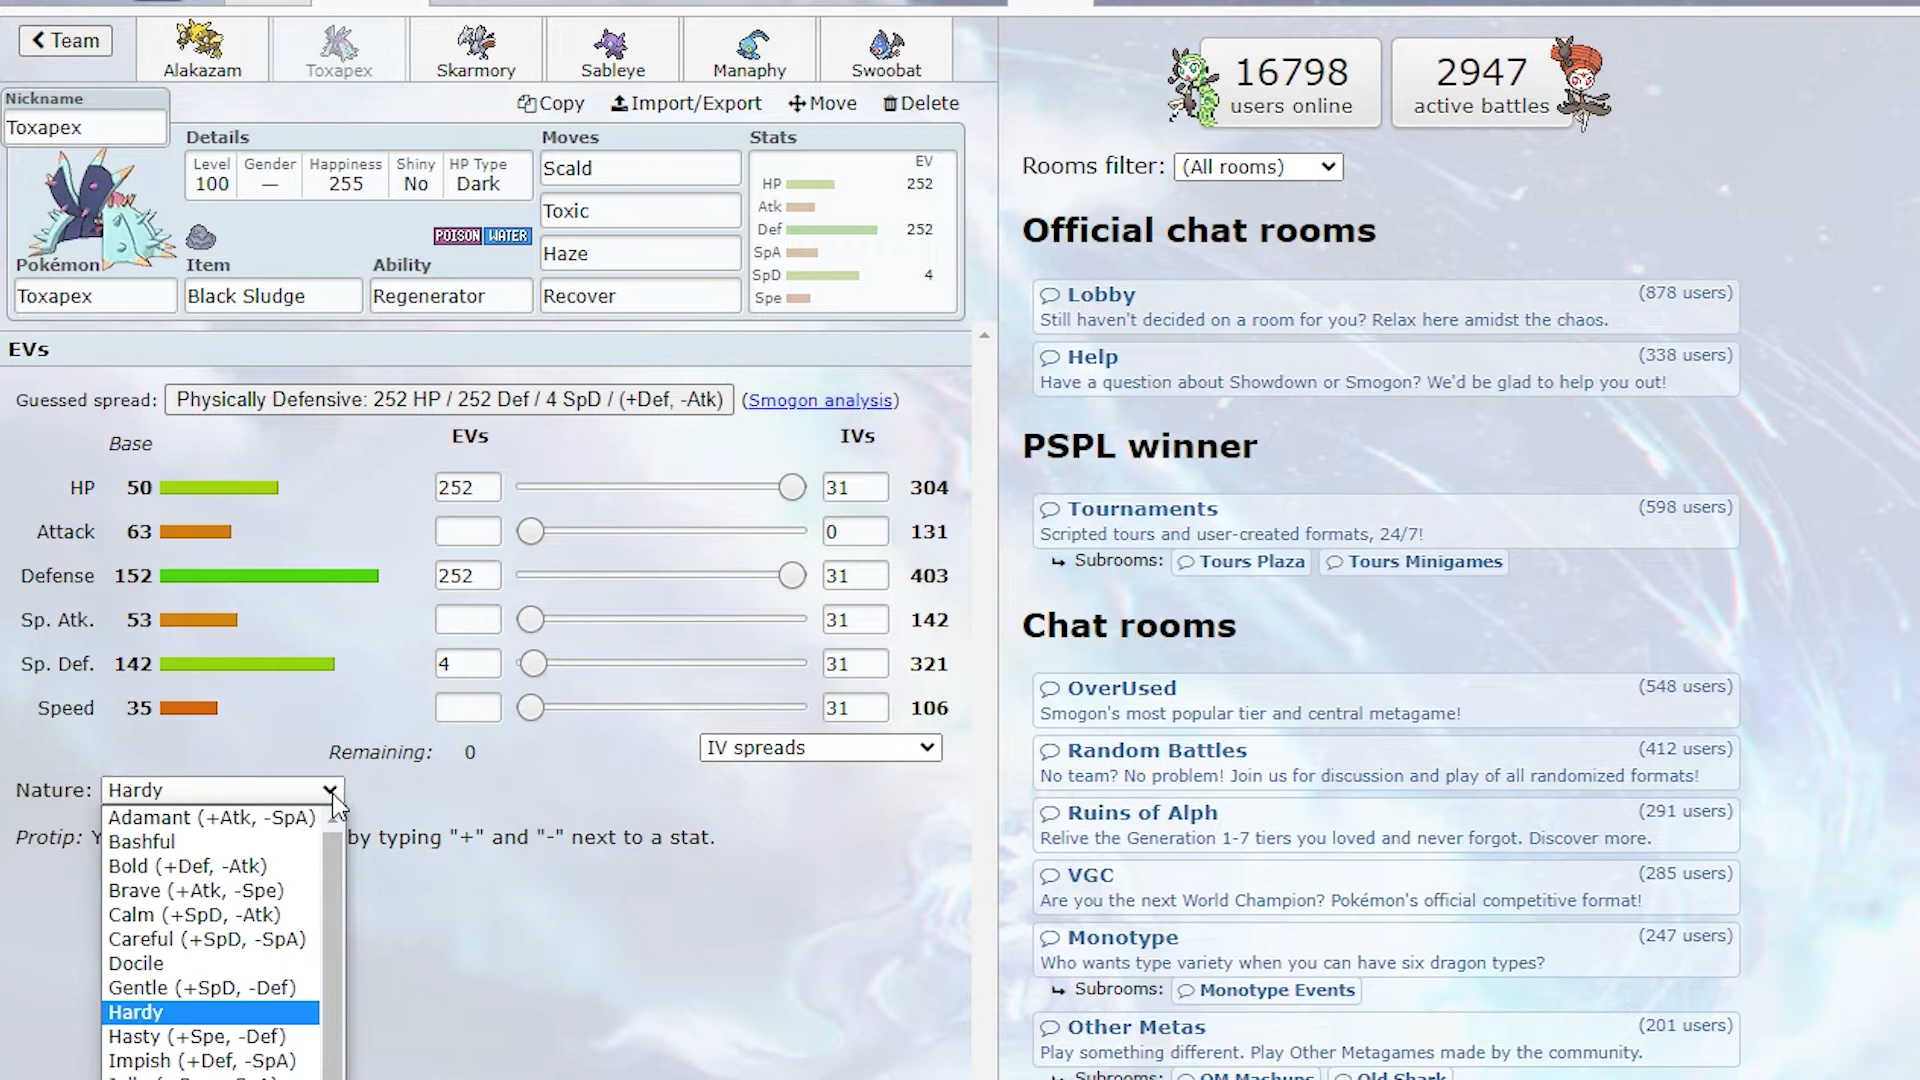 Team
Alakazam
Toxapex
Skarmory
Sableye
Manaphy
Swoobat
Nickname
Toxapex
Copy Import/Export Move Delete
Details
Level Gender Happiness Shiny HP Type
100 — 255 No Dark
POISON WATER
Pokémon Item Ability
Toxapex Black Sludge Regenerator
Moves
Scald
Toxic
Haze
Recover
Stats
EV
HP 252
Atk
Def 252
SpA
SpD 4
Spe
EVs
Guessed spread: Physically Defensive: 252 HP / 252 Def / 4 SpD / (+Def, -Atk) (Smogon analysis)
Base EVs IVs
HP 50 252 31 304
Attack 63 0 131
Defense 152 252 31 403
Sp. Atk. 53 31 142
Sp. Def. 142 4 31 321
Speed 35 31 106
Remaining: 0 IV spreads
Nature: Hardy
Protip: Y by typing "+" and "-" next to a stat.
Adamant (+Atk, -SpA)
Bashful
Bold (+Def, -Atk)
Brave (+Atk, -Spe)
Calm (+SpD, -Atk)
Careful (+SpD, -SpA)
Docile
Gentle (+SpD, -Def)
Hardy
Hasty (+Spe, -Def)
Impish (+Def, -SpA)
16798
users online
2947
active battles
Rooms filter: (All rooms)
Official chat rooms
Lobby (878 users)
Still haven't decided on a room for you? Relax here amidst the chaos.
Help (338 users)
Have a question about Showdown or Smogon? We'd be glad to help you out!
PSPL winner
Tournaments (598 users)
Scripted tours and user-created formats, 24/7!
Subrooms: Tours Plaza Tours Minigames
Chat rooms
OverUsed (548 users)
Smogon's most popular tier and central metagame!
Random Battles (412 users)
No team? No problem! Join us for discussion and play of all randomized formats!
Ruins of Alph (291 users)
Relive the Generation 1-7 tiers you loved and never forgot. Discover more.
VGC (285 users)
Are you the next World Champion? Pokémon's official competitive format!
Monotype (247 users)
Who wants type variety when you can have six dragon types?
Subrooms: Monotype Events
Other Metas (201 users)
Play something different. Play Other Metagames made by the community.
Subrooms: OM Mashups Old Shark